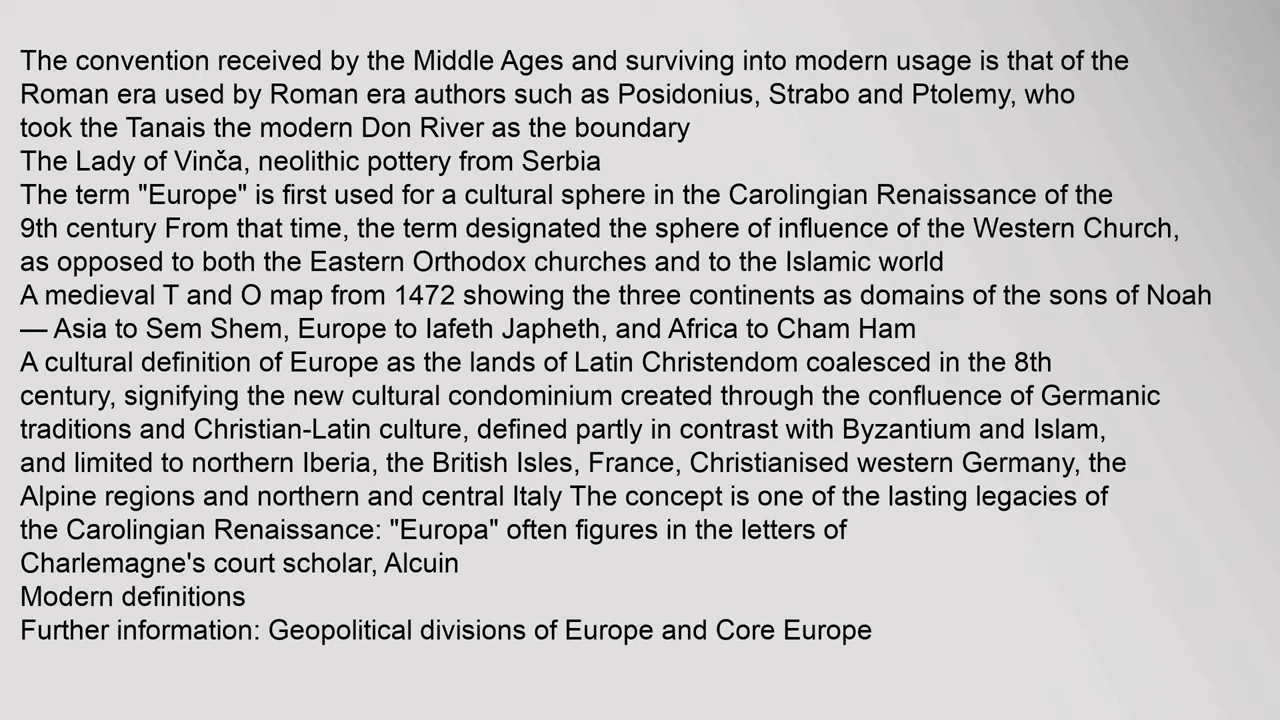 The convention received by the Middle Ages and surviving into modern usage is that of the
Roman era used by Roman era authors such as Posidonius, Strabo and Ptolemy, who
took the Tanais the modern Don River as the boundary
The Lady of Vinča, neolithic pottery from Serbia
The term "Europe" is first used for a cultural sphere in the Carolingian Renaissance of the
9th century From that time, the term designated the sphere of influence of the Western Church,
as opposed to both the Eastern Orthodox churches and to the Islamic world
A medieval T and O map from 1472 showing the three continents as domains of the sons of Noah
— Asia to Sem Shem, Europe to Iafeth Japheth, and Africa to Cham Ham
A cultural definition of Europe as the lands of Latin Christendom coalesced in the 8th
century, signifying the new cultural condominium created through the confluence of Germanic
traditions and Christian-Latin culture, defined partly in contrast with Byzantium and Islam,
and limited to northern Iberia, the British Isles, France, Christianised western Germany, the
Alpine regions and northern and central Italy The concept is one of the lasting legacies of
the Carolingian Renaissance: "Europa" often figures in the letters of
Charlemagne's court scholar, Alcuin
Modern definitions
Further information: Geopolitical divisions of Europe and Core Europe